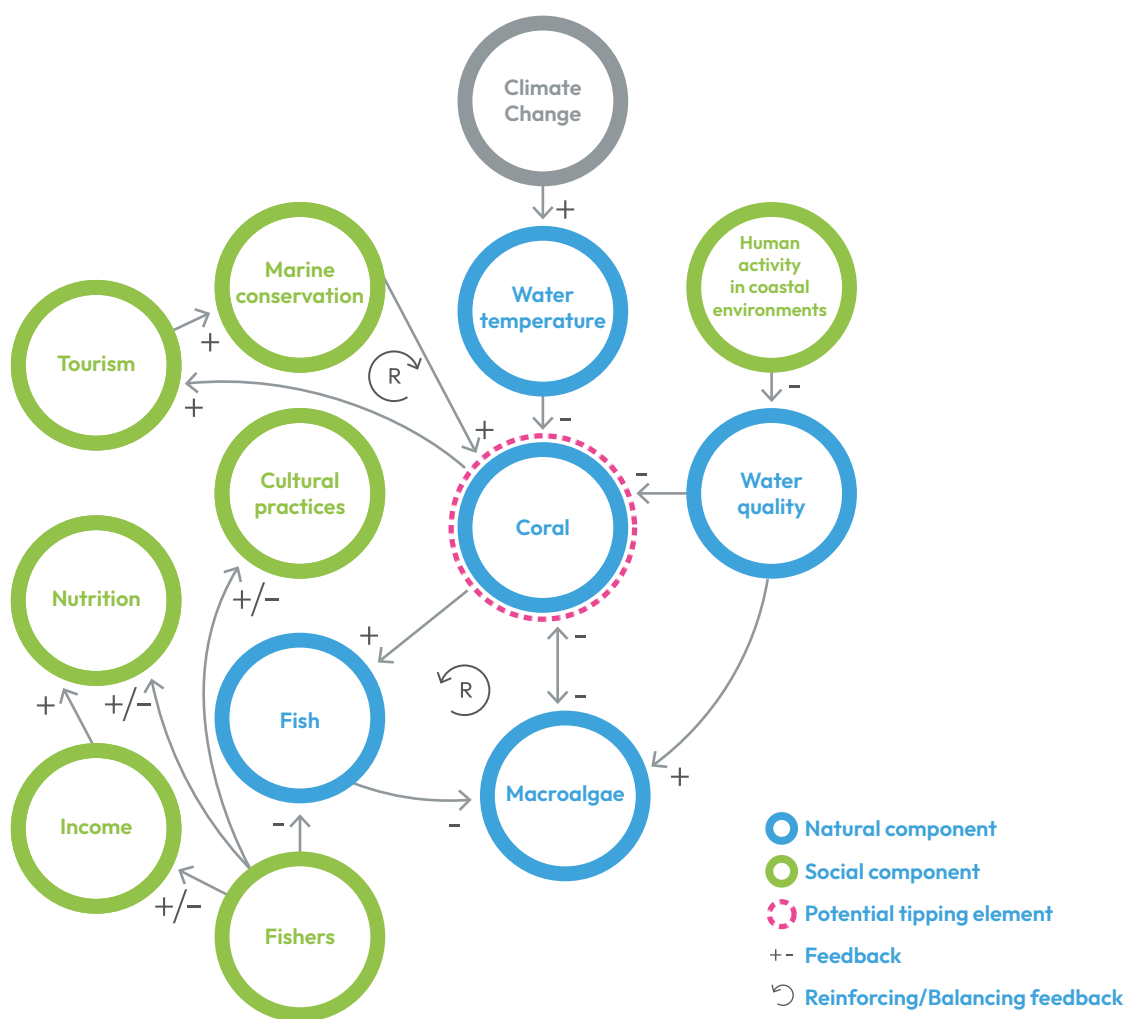 Climate
Change
+
Marine
conservation
Water
temperature
Human
activity
in coastal
environments
Tourism
+
R
+
+
-
-
Cultural
practices
-
Water
quality
Coral
Nutrition
+/-
+
-
Fish
R
-
+
+/-
+
Income
Macroalgae
-
-
+/-
Fishers
Natural component
Social component
Potential tipping element
+ - Feedback
Reinforcing/Balancing feedback